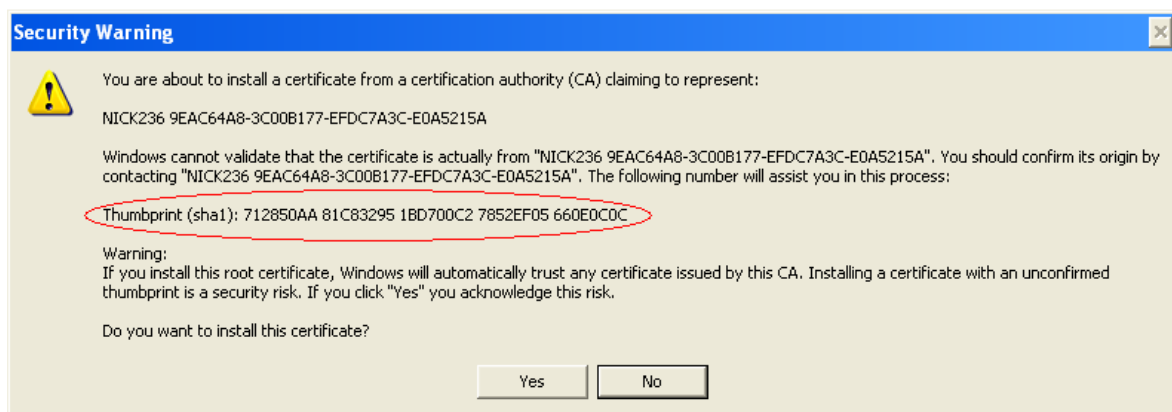 Security Warning
You are about to install a certificate from a certification authority (CA) claiming to represent:
NICK236 9EAC64A8-3C00B177-EFDC7A3C-E0A5215A
Windows cannot validate that the certificate is actually from "NICK236 9EAC64A8-3C00B177-EFDC7A3C-E0A5215A". You should confirm its origin by
contacting "NICK236 9EAC64A8-3C00B177-EFDC7A3C-E0A5215A". The following number will assist you in this process:
Thumbprint (sha1): 712850AA 81C83295 1BD700C2 7852EF05 660E0C0C
Warning:
If you install this root certificate, Windows will automatically trust any certificate issued by this CA. Installing a certificate with an unconfirmed
thumbprint is a security risk. If you click "Yes" you acknowledge this risk.
Do you want to install this certificate?
Yes
No